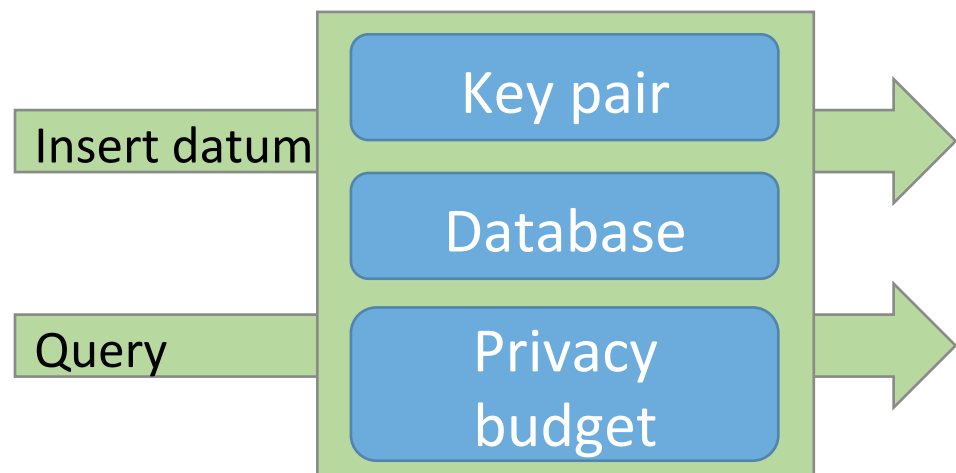 Key pair
Insert datum
Database
Query
Privacy
budget